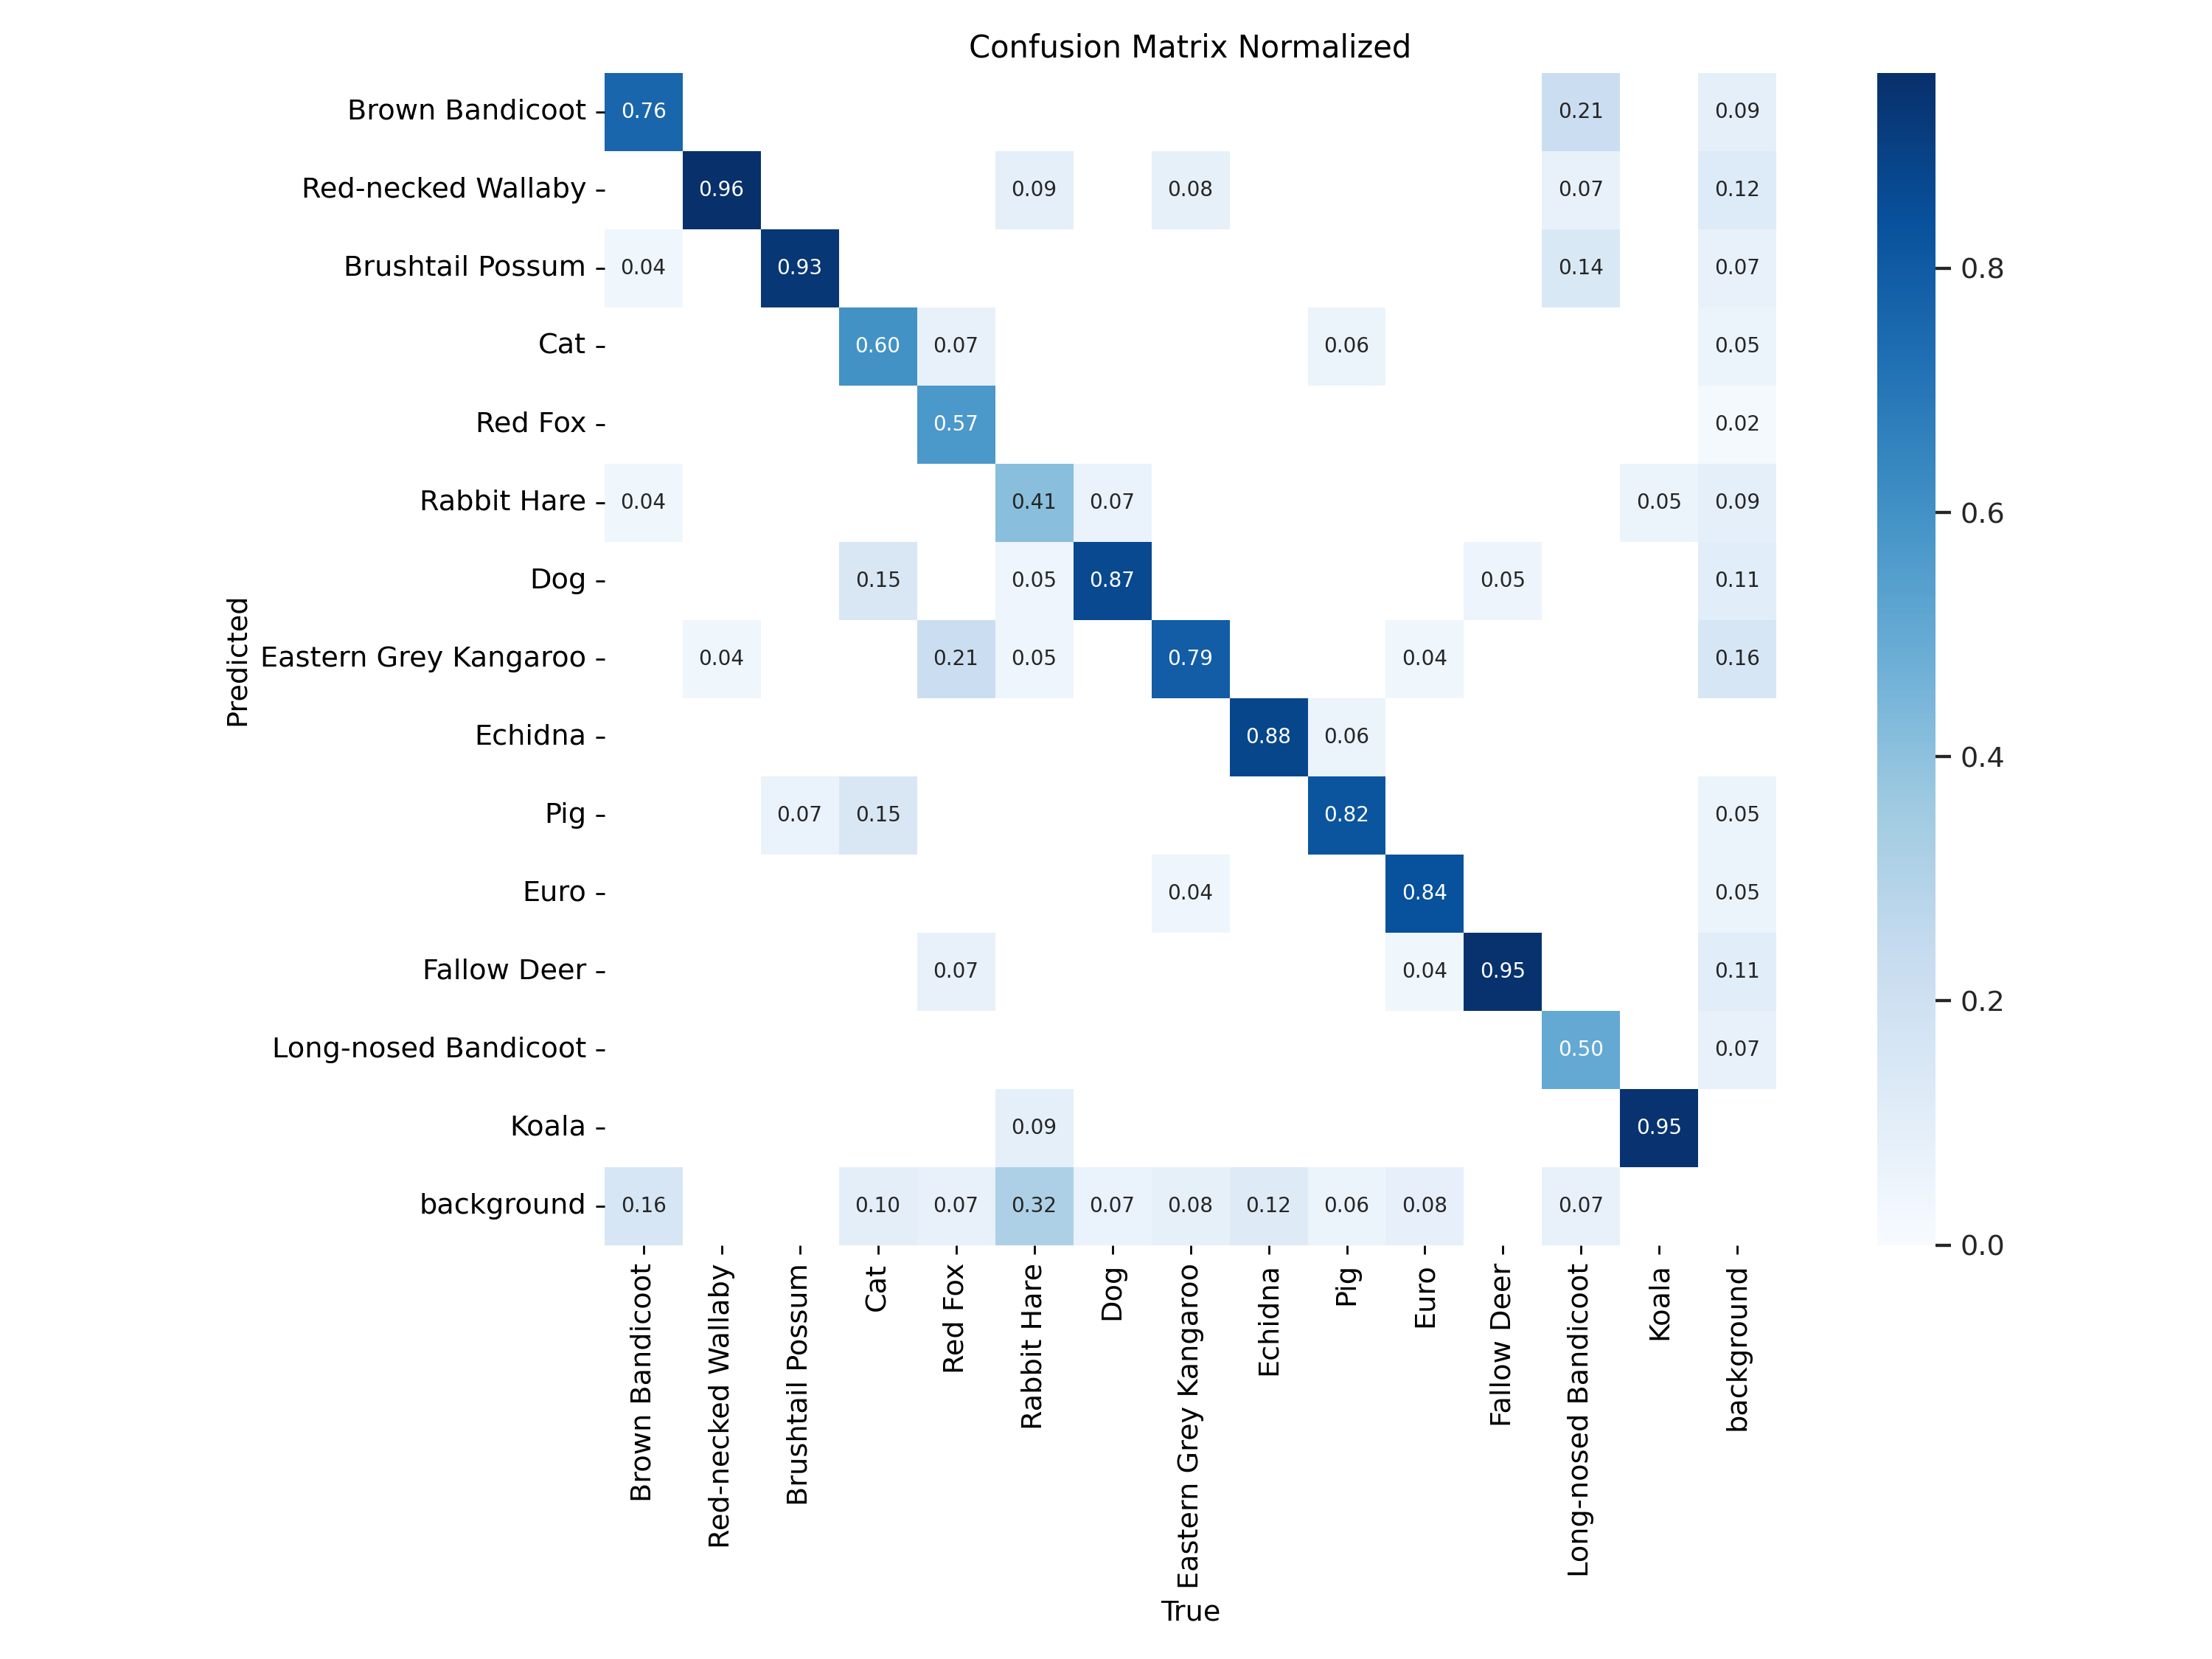 Confusion Matrix Normalized
Brown Bandicoot 0.76 0.21 0.09
Red-necked Wallaby 0.96 0.09 0.08 0.07 0.12
Brushtail Possum 0.04 0.93 0.14 0.07
Cat 0.60 0.07 0.06 0.05
Red Fox 0.57 0.02
Rabbit Hare 0.04 0.41 0.07 0.05 0.09
Dog 0.15 0.05 0.87 0.05 0.11
Eastern Grey Kangaroo 0.04 0.21 0.05 0.79 0.04 0.16
Echidna 0.88 0.06
Pig 0.07 0.15 0.82 0.05
Euro 0.04 0.84 0.05
Fallow Deer 0.07 0.04 0.95 0.11
Long-nosed Bandicoot 0.50 0.07
Koala 0.09 0.95
background 0.16 0.10 0.07 0.32 0.07 0.08 0.12 0.06 0.08 0.07
Predicted
Brown Bandicoot
Red-necked Wallaby
Brushtail Possum
Cat
Red Fox
Rabbit Hare
Dog
Eastern Grey Kangaroo
Echidna
Pig
Euro
Fallow Deer
Long-nosed Bandicoot
Koala
background
True
0.8
0.6
0.4
0.2
0.0